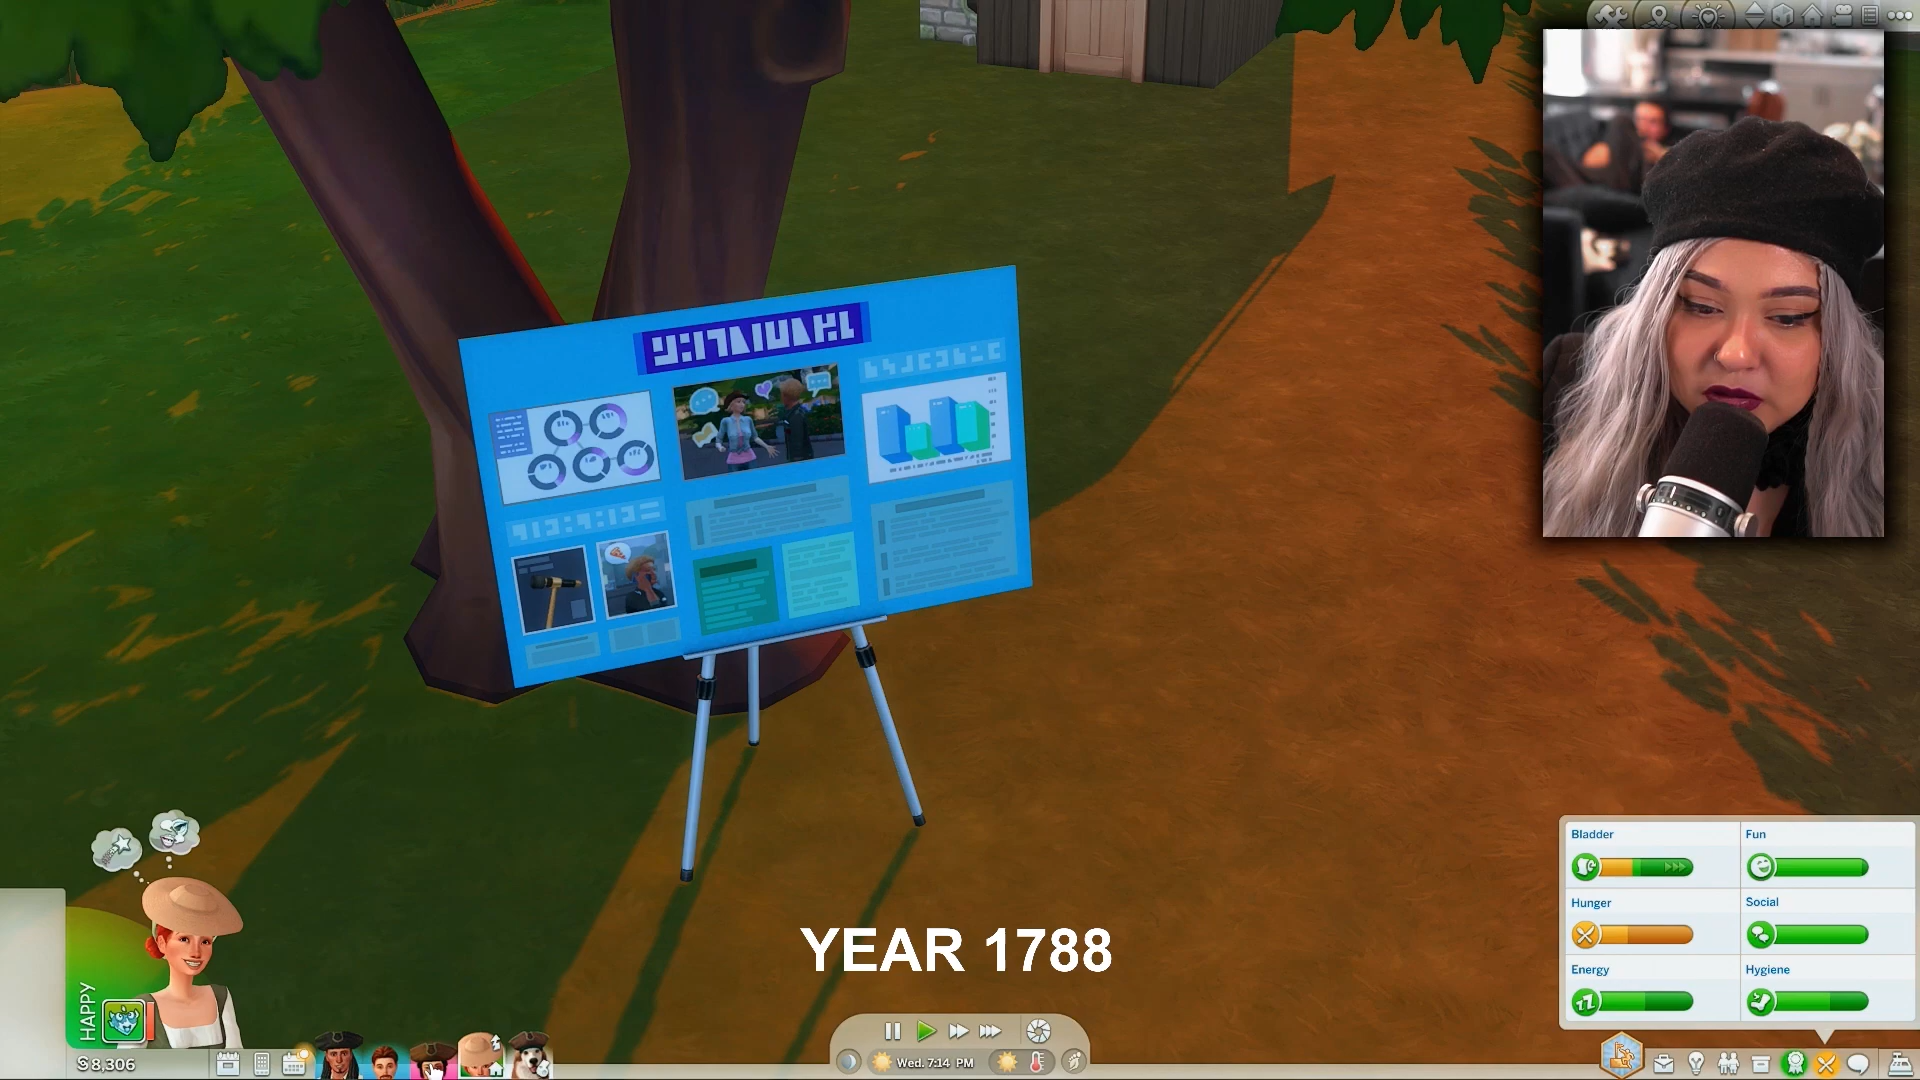 Bladder
Fun
Hunger
Social
Energy
Hygiene
YEAR 1788
HAPPY
§8,306
Wed. 7:14 PM